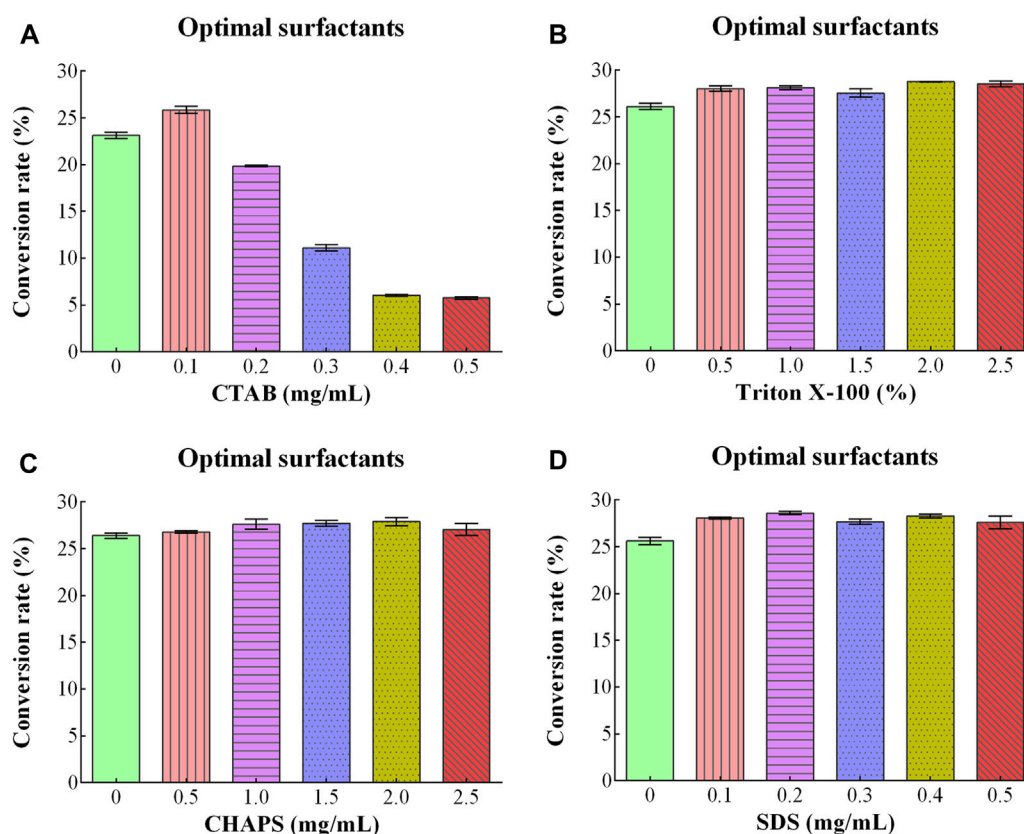 A
Optimal surfactants
Conversion rate (%)
30
25
20
15
10
5
0
0 0.1 0.2 0.3 0.4 0.5
CTAB (mg/mL)
B
Optimal surfactants
Conversion rate (%)
30
25
20
15
10
5
0
0 0.5 1.0 1.5 2.0 2.5
Triton X-100 (%)
C
Optimal surfactants
Conversion rate (%)
30
25
20
15
10
5
0
0 0.5 1.0 1.5 2.0 2.5
CHAPS (mg/mL)
D
Optimal surfactants
Conversion rate (%)
30
25
20
15
10
5
0
0 0.1 0.2 0.3 0.4 0.5
SDS (mg/mL)